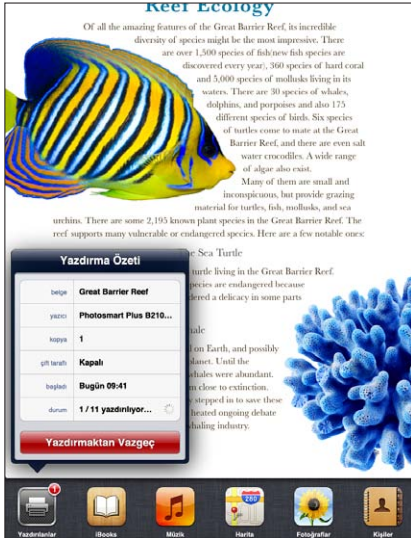 Reef Ecology
Of all the amazing features of the Great Barrier Reef, its incredible
diversity of species might be the most impressive. There
are over 1,500 species of fish(new fish species are
discovered every year), 360 species of hard coral
and 5,000 species of mollusks living in its
waters. There are 30 species of whales,
dolphins, and porpoises and also 175
different species of birds. Six species
of turtles come to mate at the Great
Barrier Reef, and there are even salt
water crocodiles. A wide range
of algae also exist.
Many of them are small and
inconspicuous, but provide grazing
material for turtles, fish, mollusks, and sea
urchins. There are some 2,195 known plant species in the Great Barrier Reef. The
reef supports many vulnerable or endangered species. Here are a few notable ones:
he Sea Turtle
turtle living in the Great Barrier Reef.
pecies are endangered because
dered a delicacy in some parts
hale
l on Earth, and possibly
planet. Until the
whales were abundant.
m close to extinction.
y stepped in to save these
heated ongoing debate
whaling industry.
Yazdırma Özeti
belge Great Barrier Reef
yazıcı Photosmart Plus B210...
kopya 1
çift taraflı Kapalı
başladı Bugün 09:41
durum 1 / 11 yazdırılıyor...
Yazdırmaktan Vazgeç
1
280
Yazdırılanlar iBooks Müzik Harita Fotoğraflar Kişiler